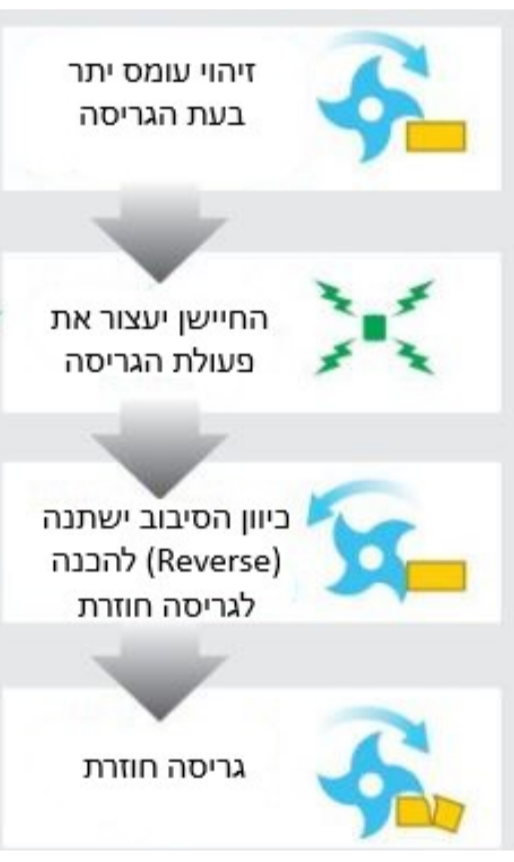 זיהוי עומס יתר
בעת הגריסה
החיישן יעצור את
פעולת הגריסה
כיוון הסיבוב ישתנה
(Reverse) להכנה
לגריסה חוזרת
גריסה חוזרת